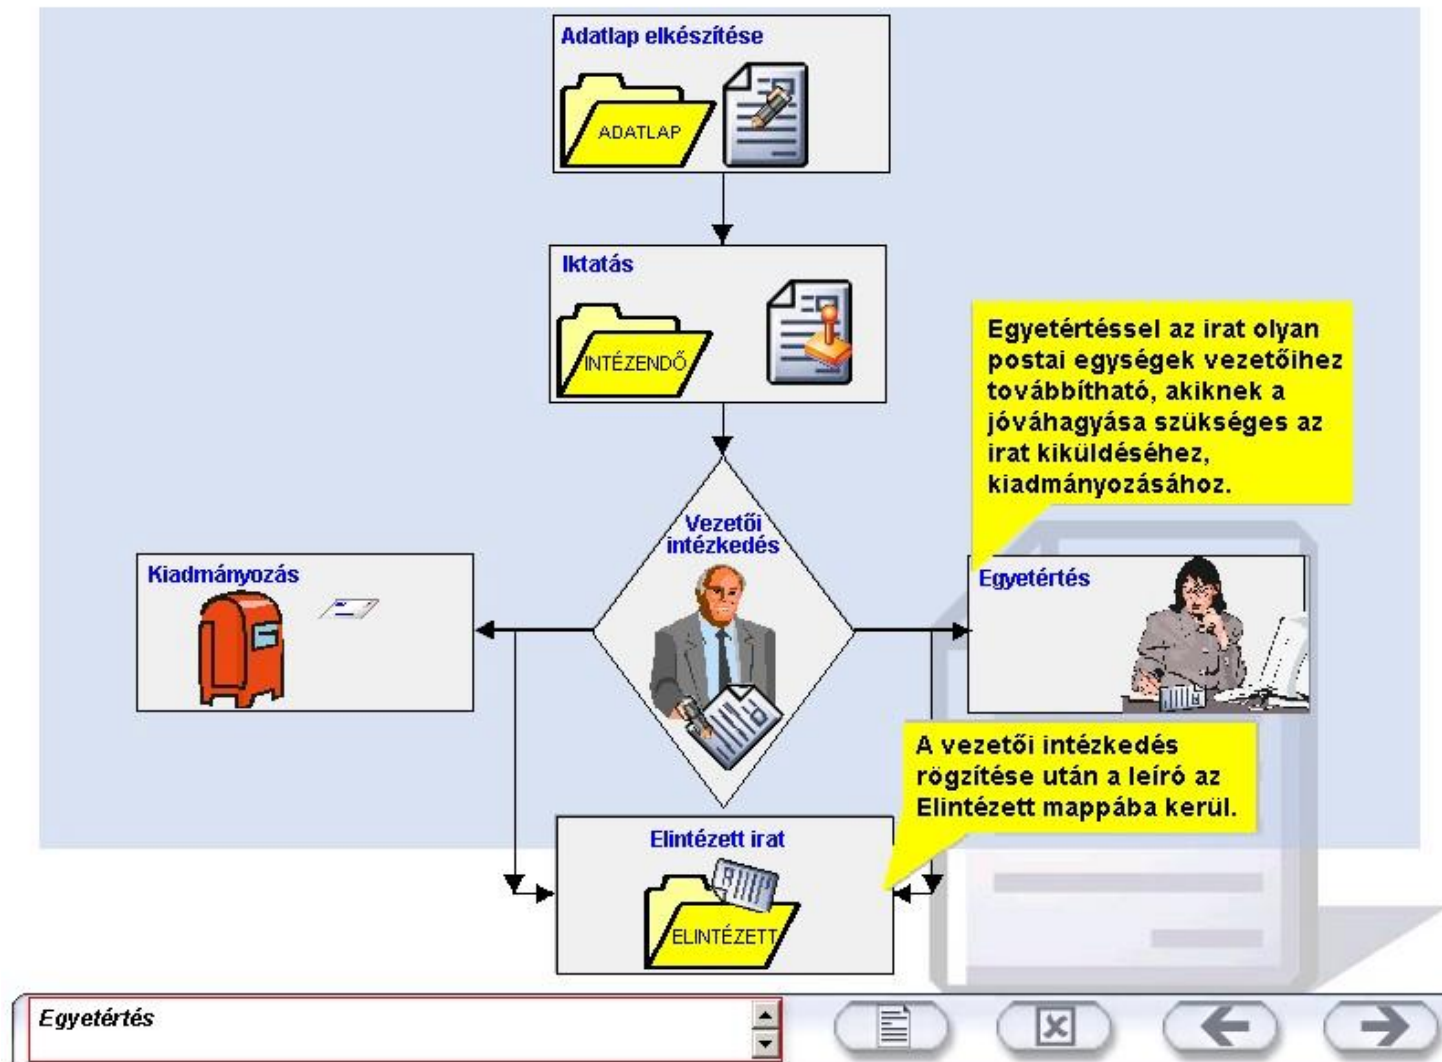 Adatlap elkészítése
ADATLAP
Iktatás
INTÉZENDŐ
Egyetértéssel az irat olyan
postai egységek vezetőihez
továbbítható, akiknek a
jóváhagyása szükséges az
irat kiküldéséhez,
kiadmányozásához.
Vezetői
intézkedés
Kiadmányozás
Egyetértés
A vezetői intézkedés
rögzítése után a leíró az
Elintézett mappába kerül.
Elintézett irat
ELINTÉZETT
Egyetértés